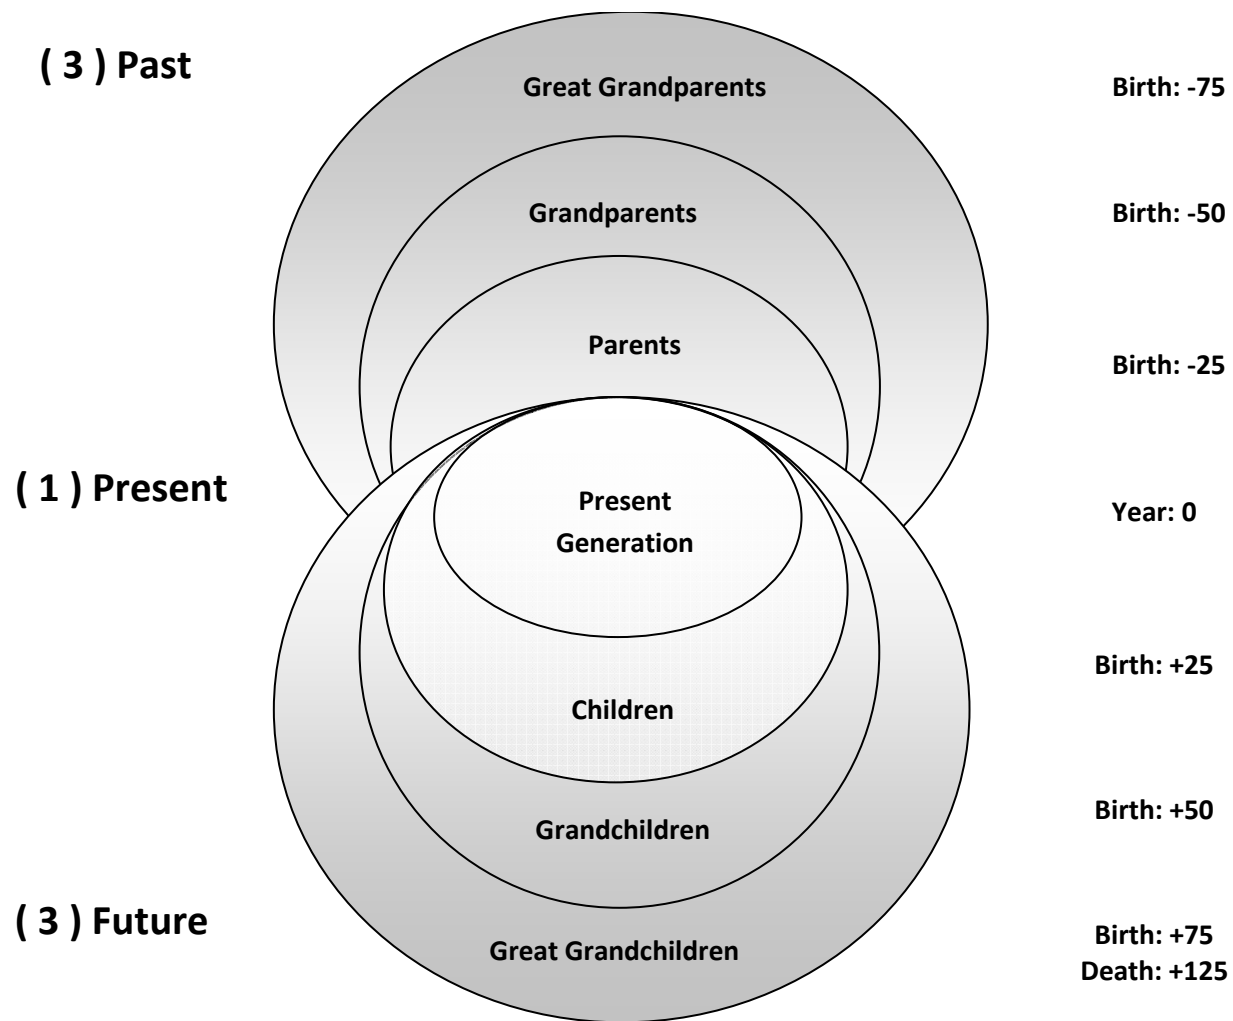 ( 3 ) Past
Great Grandparents
Birth: -75
Grandparents
Birth: -50
Parents
Birth: -25
( 1 ) Present
Present
Generation
Year: 0
Birth: +25
Children
Grandchildren
Birth: +50
( 3 ) Future
Great Grandchildren
Birth: +75
Death: +125